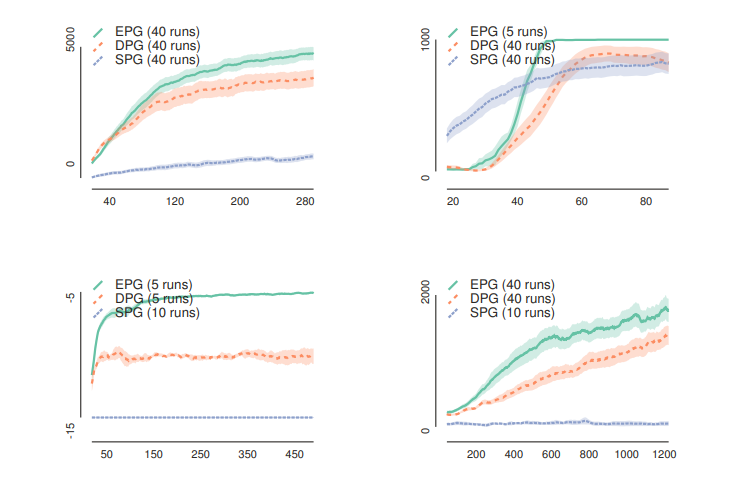 EPG (40 runs)
DPG (40 runs)
SPG (40 runs)
5000
0
40 120 200 280
EPG (5 runs)
DPG (40 runs)
SPG (40 runs)
1000
0
20 40 60 80
EPG (5 runs)
DPG (5 runs)
SPG (10 runs)
-5
-15
50 150 250 350 450
EPG (40 runs)
DPG (40 runs)
SPG (10 runs)
2000
0
200 400 600 800 1000 1200